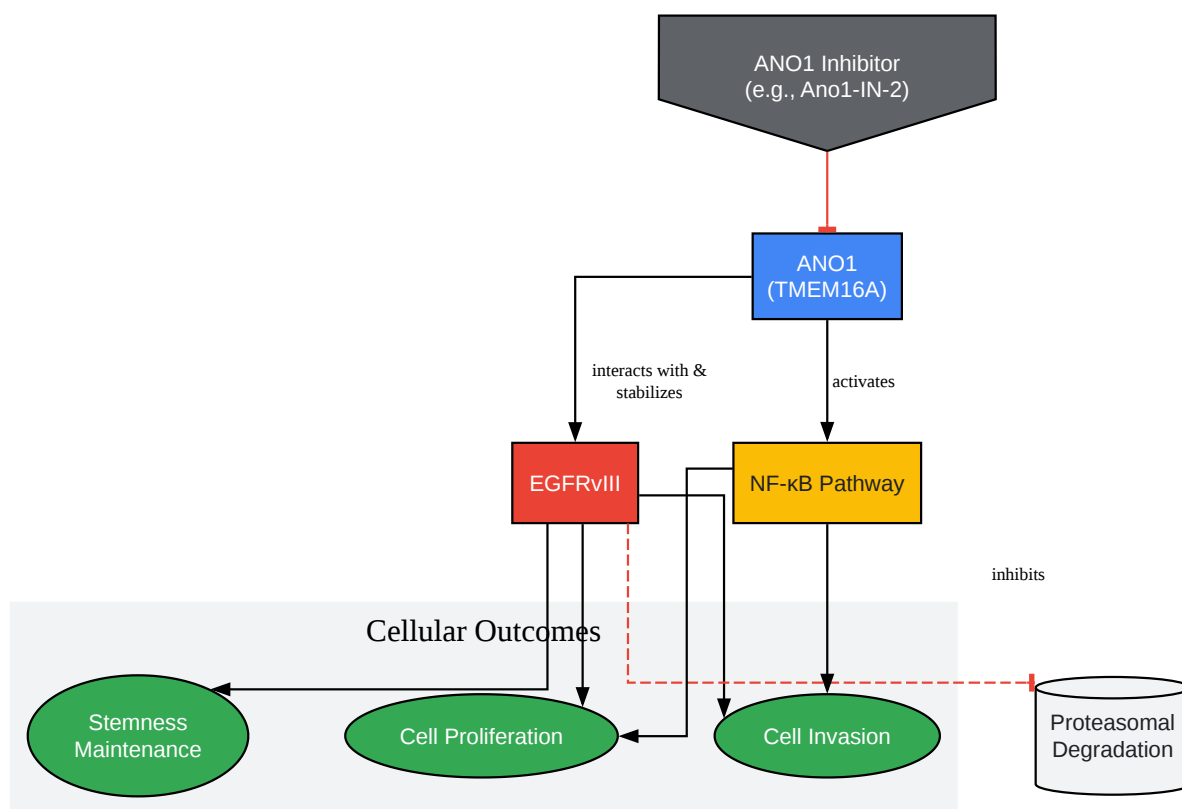 ANO1 Inhibitor
(e.g., Ano1-IN-2)
ANO1
(TMEM16A)
interacts with &
stabilizes
activates
EGFRvIII
NF-κB Pathway
inhibits
Cellular Outcomes
Stemness
Maintenance
Cell Proliferation
Cell Invasion
Proteasomal
Degradation